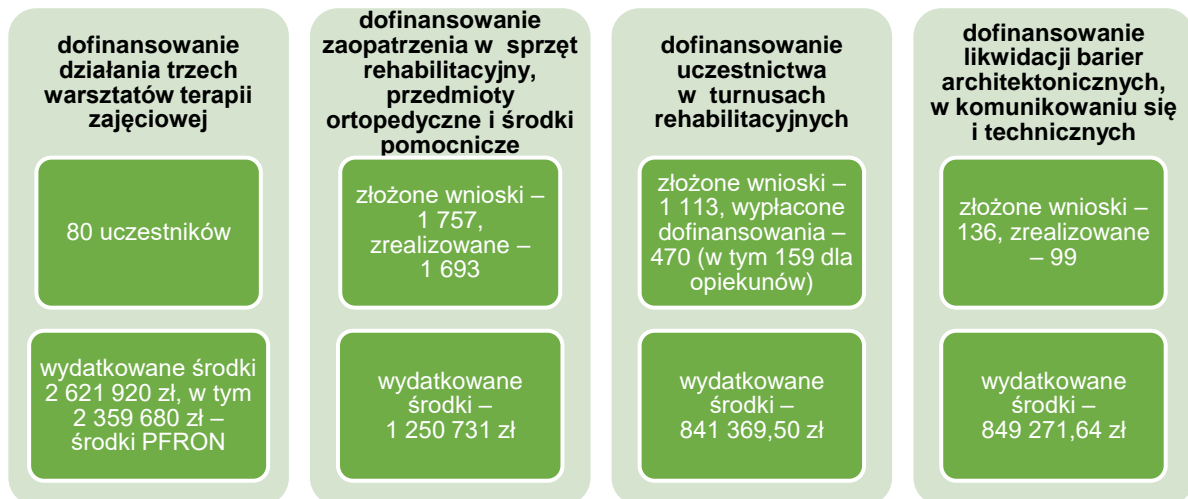 dofinansowanie
działania trzech
warsztatów terapii
zajęciowej
80 uczestników
wydatkowane środki
2 621 920 zł, w tym
2 359 680 zł –
środki PFRON
dofinansowanie
zaopatrzenia w sprzęt
rehabilitacyjny,
przedmioty
ortopedyczne i środki
pomocnicze
złożone wnioski –
1 757,
zrealizowane –
1 693
wydatkowane
środki –
1 250 731 zł
dofinansowanie
uczestnictwa
w turnusach
rehabilitacyjnych
złożone wnioski –
1 113, wypłacone
dofinansowania –
470 (w tym 159 dla
opiekunów)
wydatkowane
środki –
841 369,50 zł
dofinansowanie
likwidacji barier
architektonicznych,
w komunikowaniu się
i technicznych
złożone wnioski –
136, zrealizowane
– 99
wydatkowane
środki –
849 271,64 zł